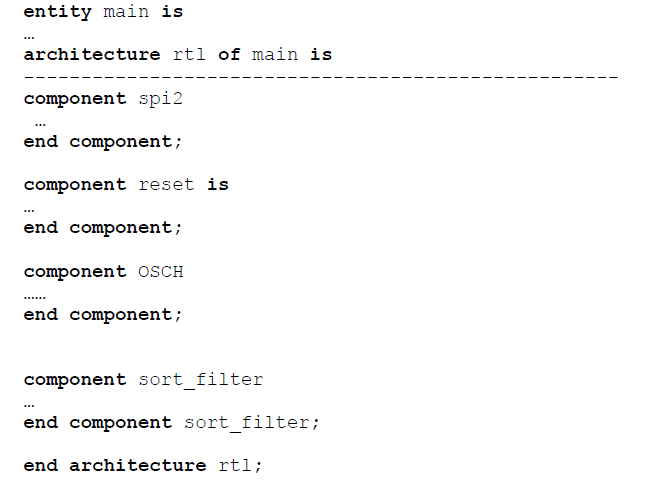 entity main is
…
architecture rtl of main is
----------------------------------------------------
component spi2
…
end component;
component reset is
…
end component;
component OSCH
……
end component;
component sort_filter
…
end component sort_filter;
end architecture rtl;